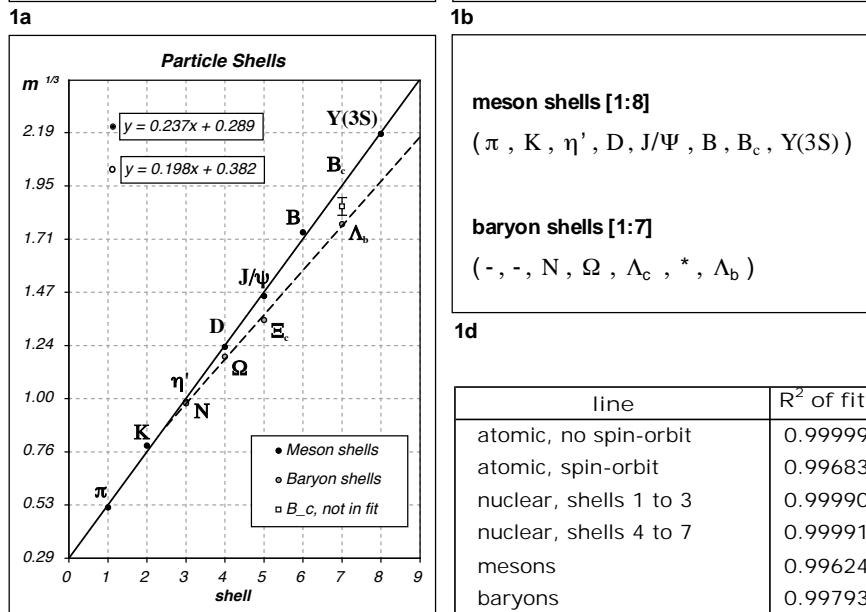 1a
1b
Particle Shells
m 1/3
y = 0.237x + 0.289
y = 0.198x + 0.382
2.19
1.95
1.71
1.47
1.24
1.00
0.76
0.53
0.29
Y(3S)
B_c
B
Λ_b
J/ψ
Ξ_c
D
Ω
η'
N
K
π
Meson shells
Baryon shells
B_c, not in fit
0 1 2 3 4 5 6 7 8 9
shell
meson shells [1:8]
( π , K , η' , D , J/Ψ , B , B_c , Y(3S) )
baryon shells [1:7]
( - , - , N , Ω , Λ_c , * , Λ_b )
1d
line R² of fit
atomic, no spin-orbit 0.99999
atomic, spin-orbit 0.99683
nuclear, shells 1 to 3 0.99990
nuclear, shells 4 to 7 0.99991
mesons 0.99624
baryons 0.99793